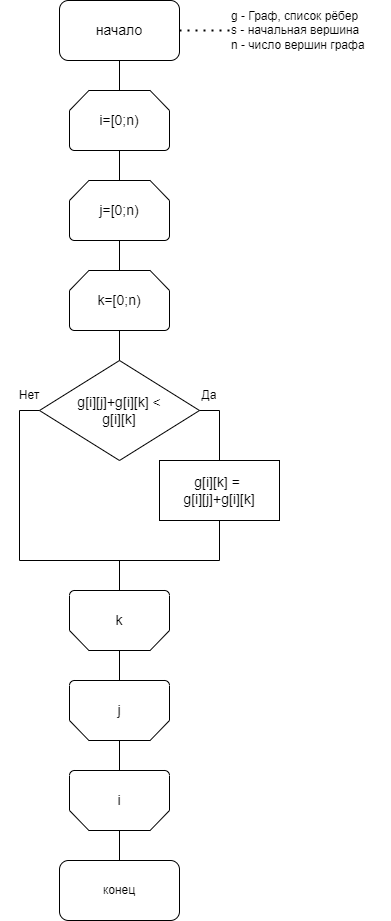 начало
g - Граф, список рёбер
s - начальная вершина
n - число вершин графа
i=[0;n)
j=[0;n)
k=[0;n)
Нет
Да
g[i][j]+g[i][k] <
g[i][k]
g[i][k] =
g[i][j]+g[i][k]
k
j
i
конец